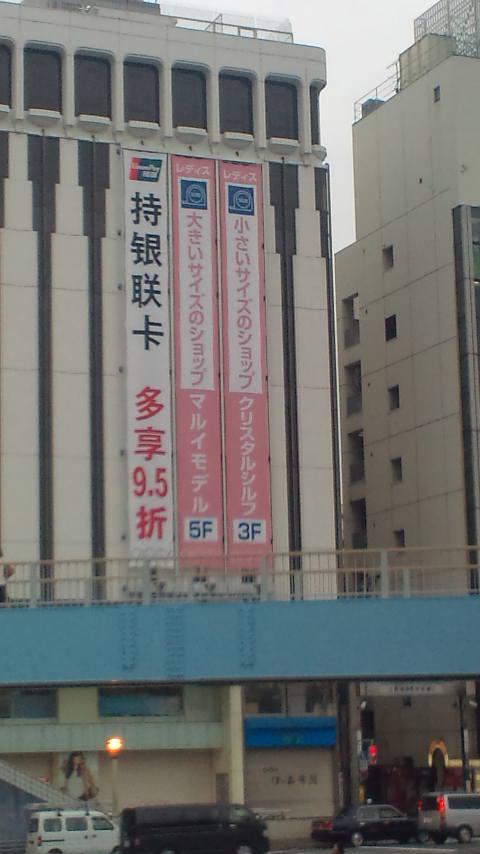 UnionPay
银联
持银联卡
多享9.5折
レディス
大きいサイズのショップ
マルイモデル
5F
レディス
小さいサイズのショップ
クリスタルシルフ
3F